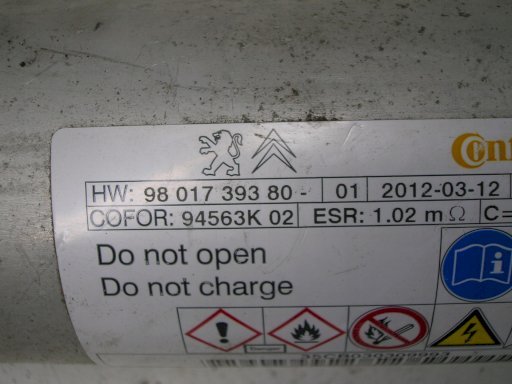 HW: 98 017 393 80 - 01 2012-03-12
COFOR: 94563K 02 ESR: 1.02 m Ω C=
Do not open
Do not charge
Danger